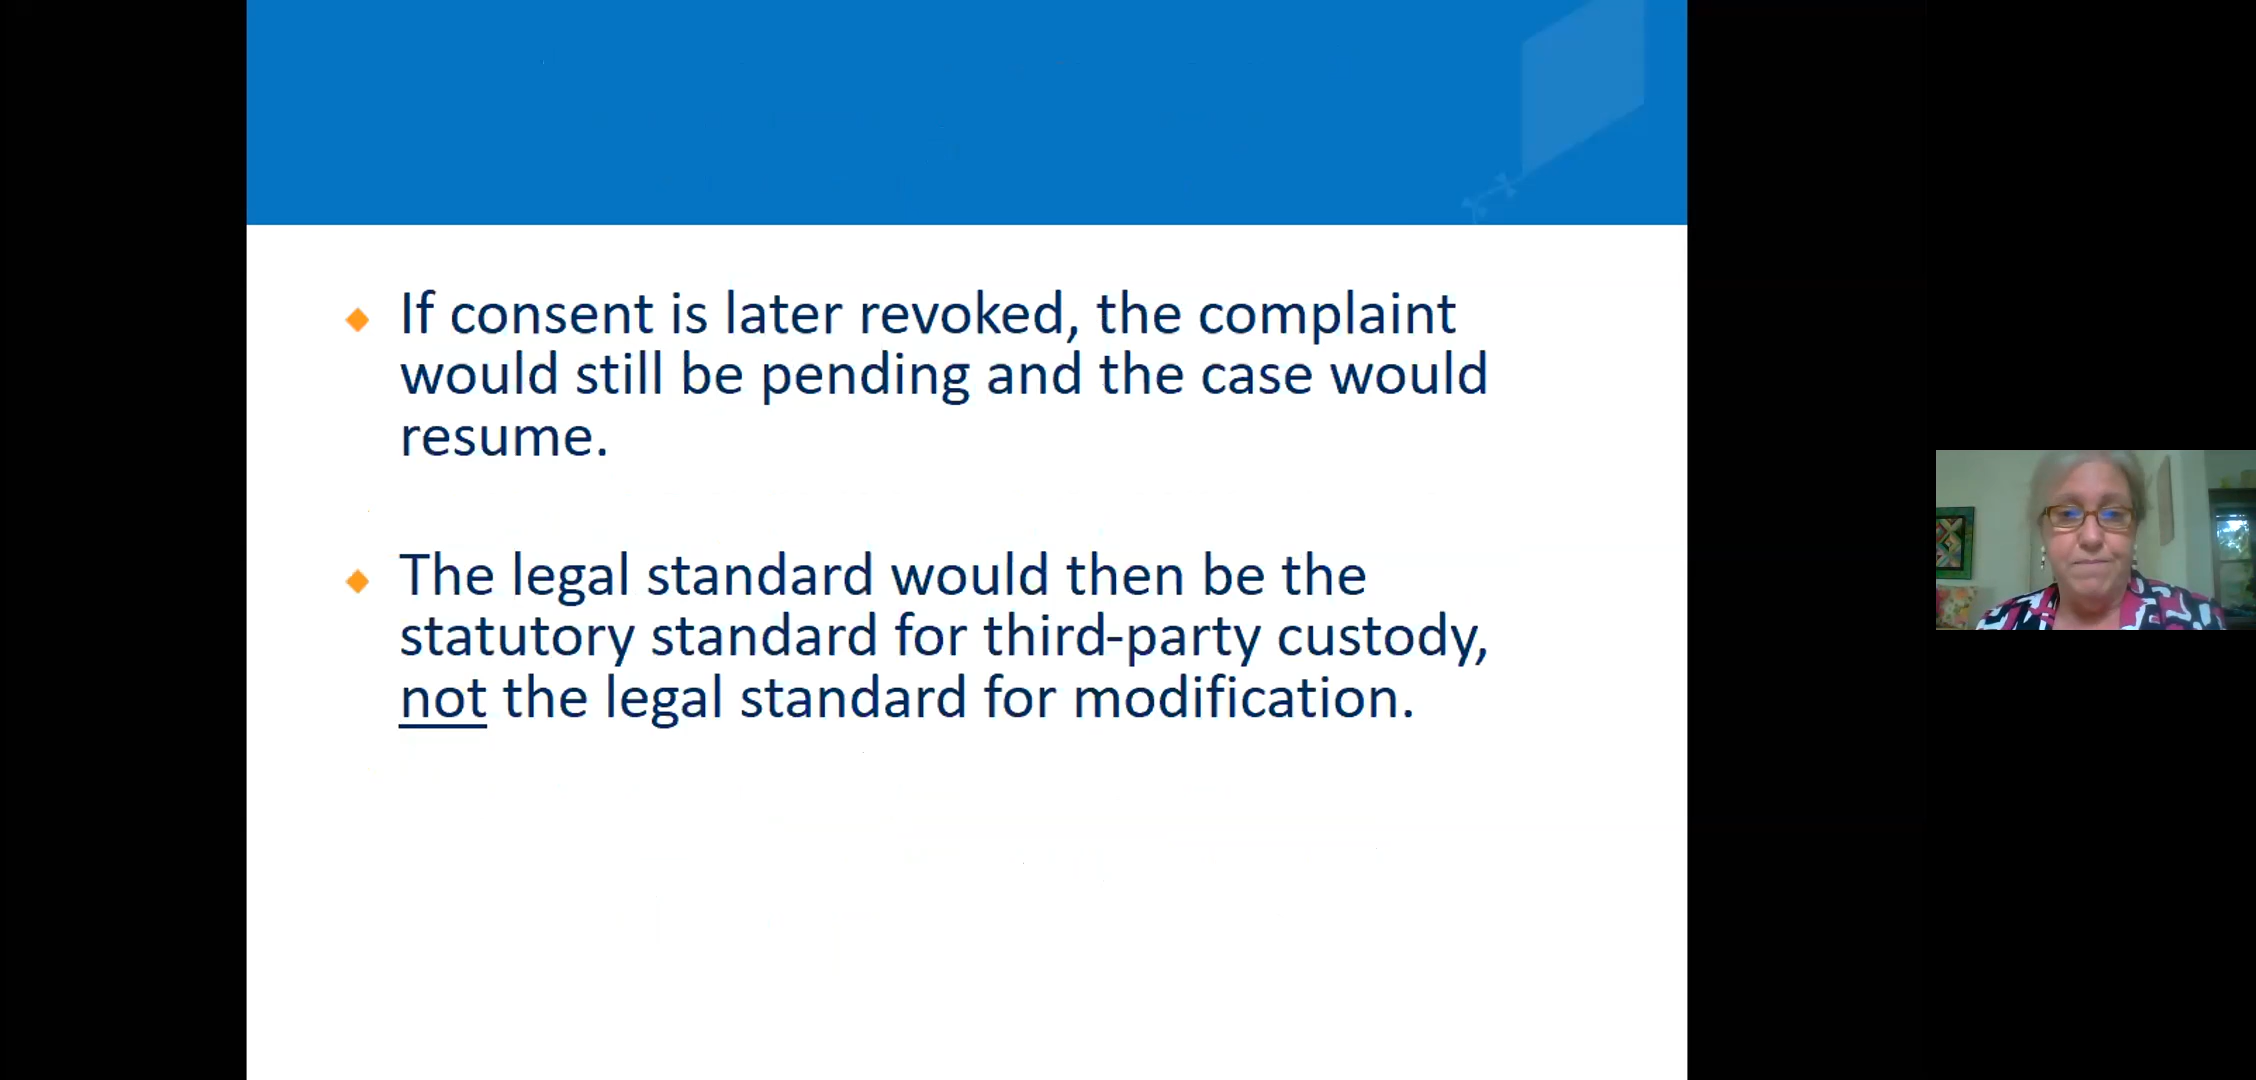 If consent is later revoked, the complaint
would still be pending and the case would
resume.
The legal standard would then be the
statutory standard for third-party custody,
not the legal standard for modification.